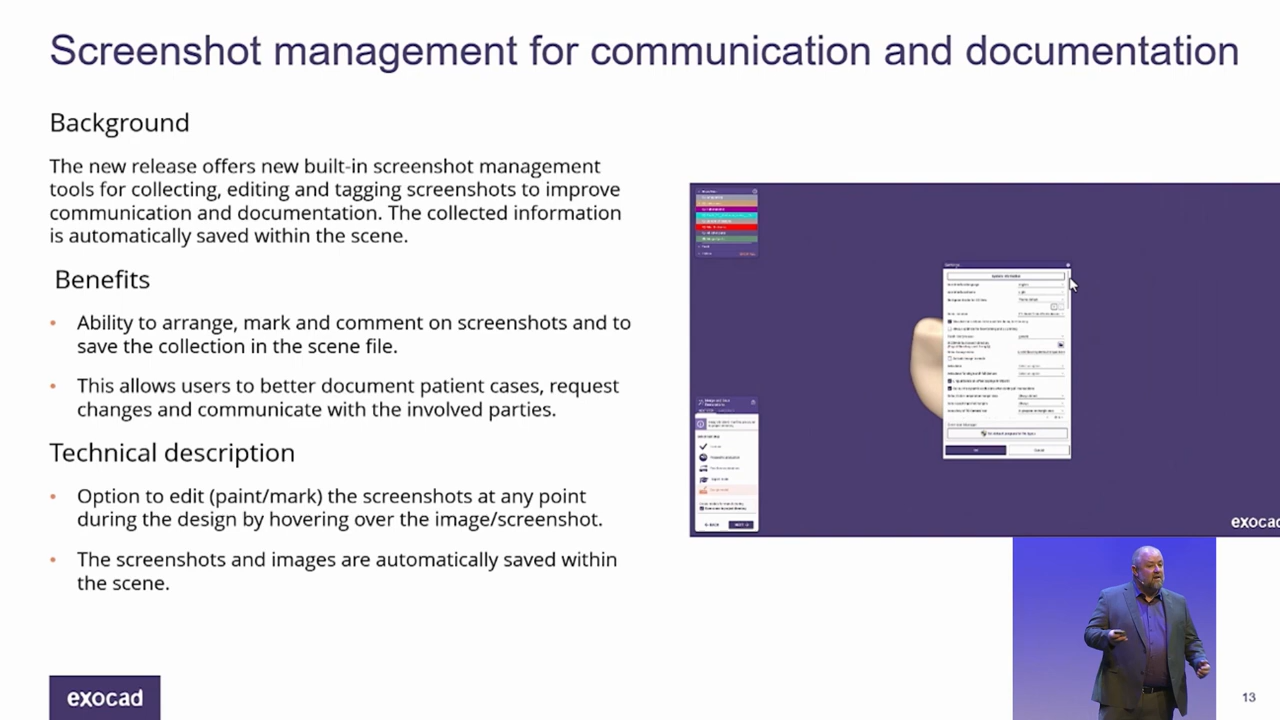 Screenshot management for communication and documentation
Background
The new release offers new built-in screenshot management
tools for collecting, editing and tagging screenshots to improve
communication and documentation. The collected information
is automatically saved within the scene.
Benefits
• Ability to arrange, mark and comment on screenshots and to
save the collection in the scene file.
• This allows users to better document patient cases, request
changes and communicate with the involved parties.
Technical description
• Option to edit (paint/mark) the screenshots at any point
during the design by hovering over the image/screenshot.
• The screenshots and images are automatically saved within
the scene.
exocad
exocad
13